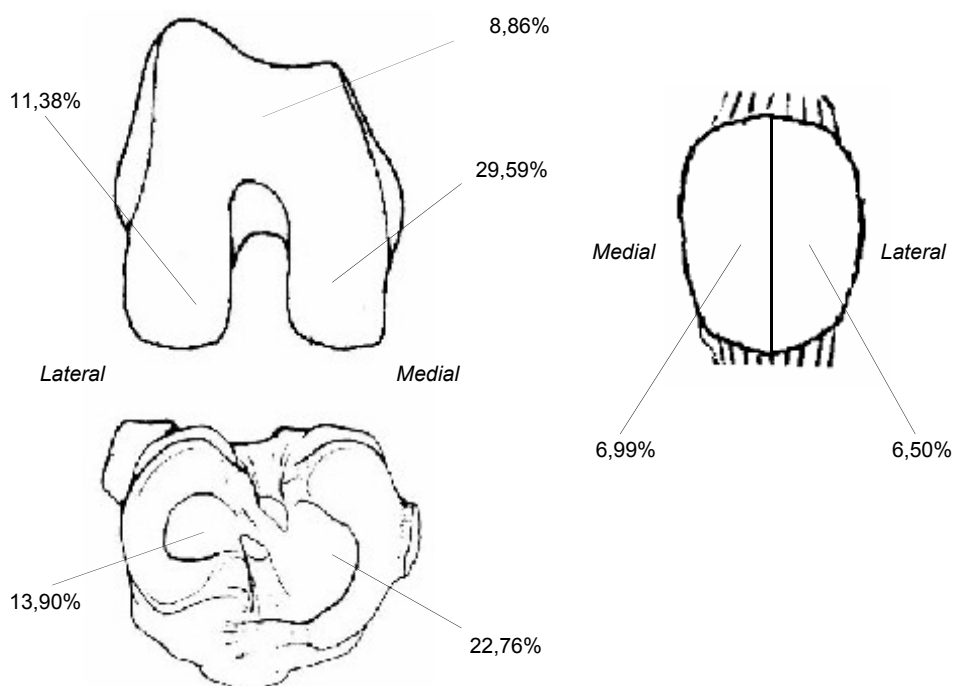 8,86%
11,38%
29,59%
Medial
Lateral
Lateral
Medial
6,99%
6,50%
13,90%
22,76%